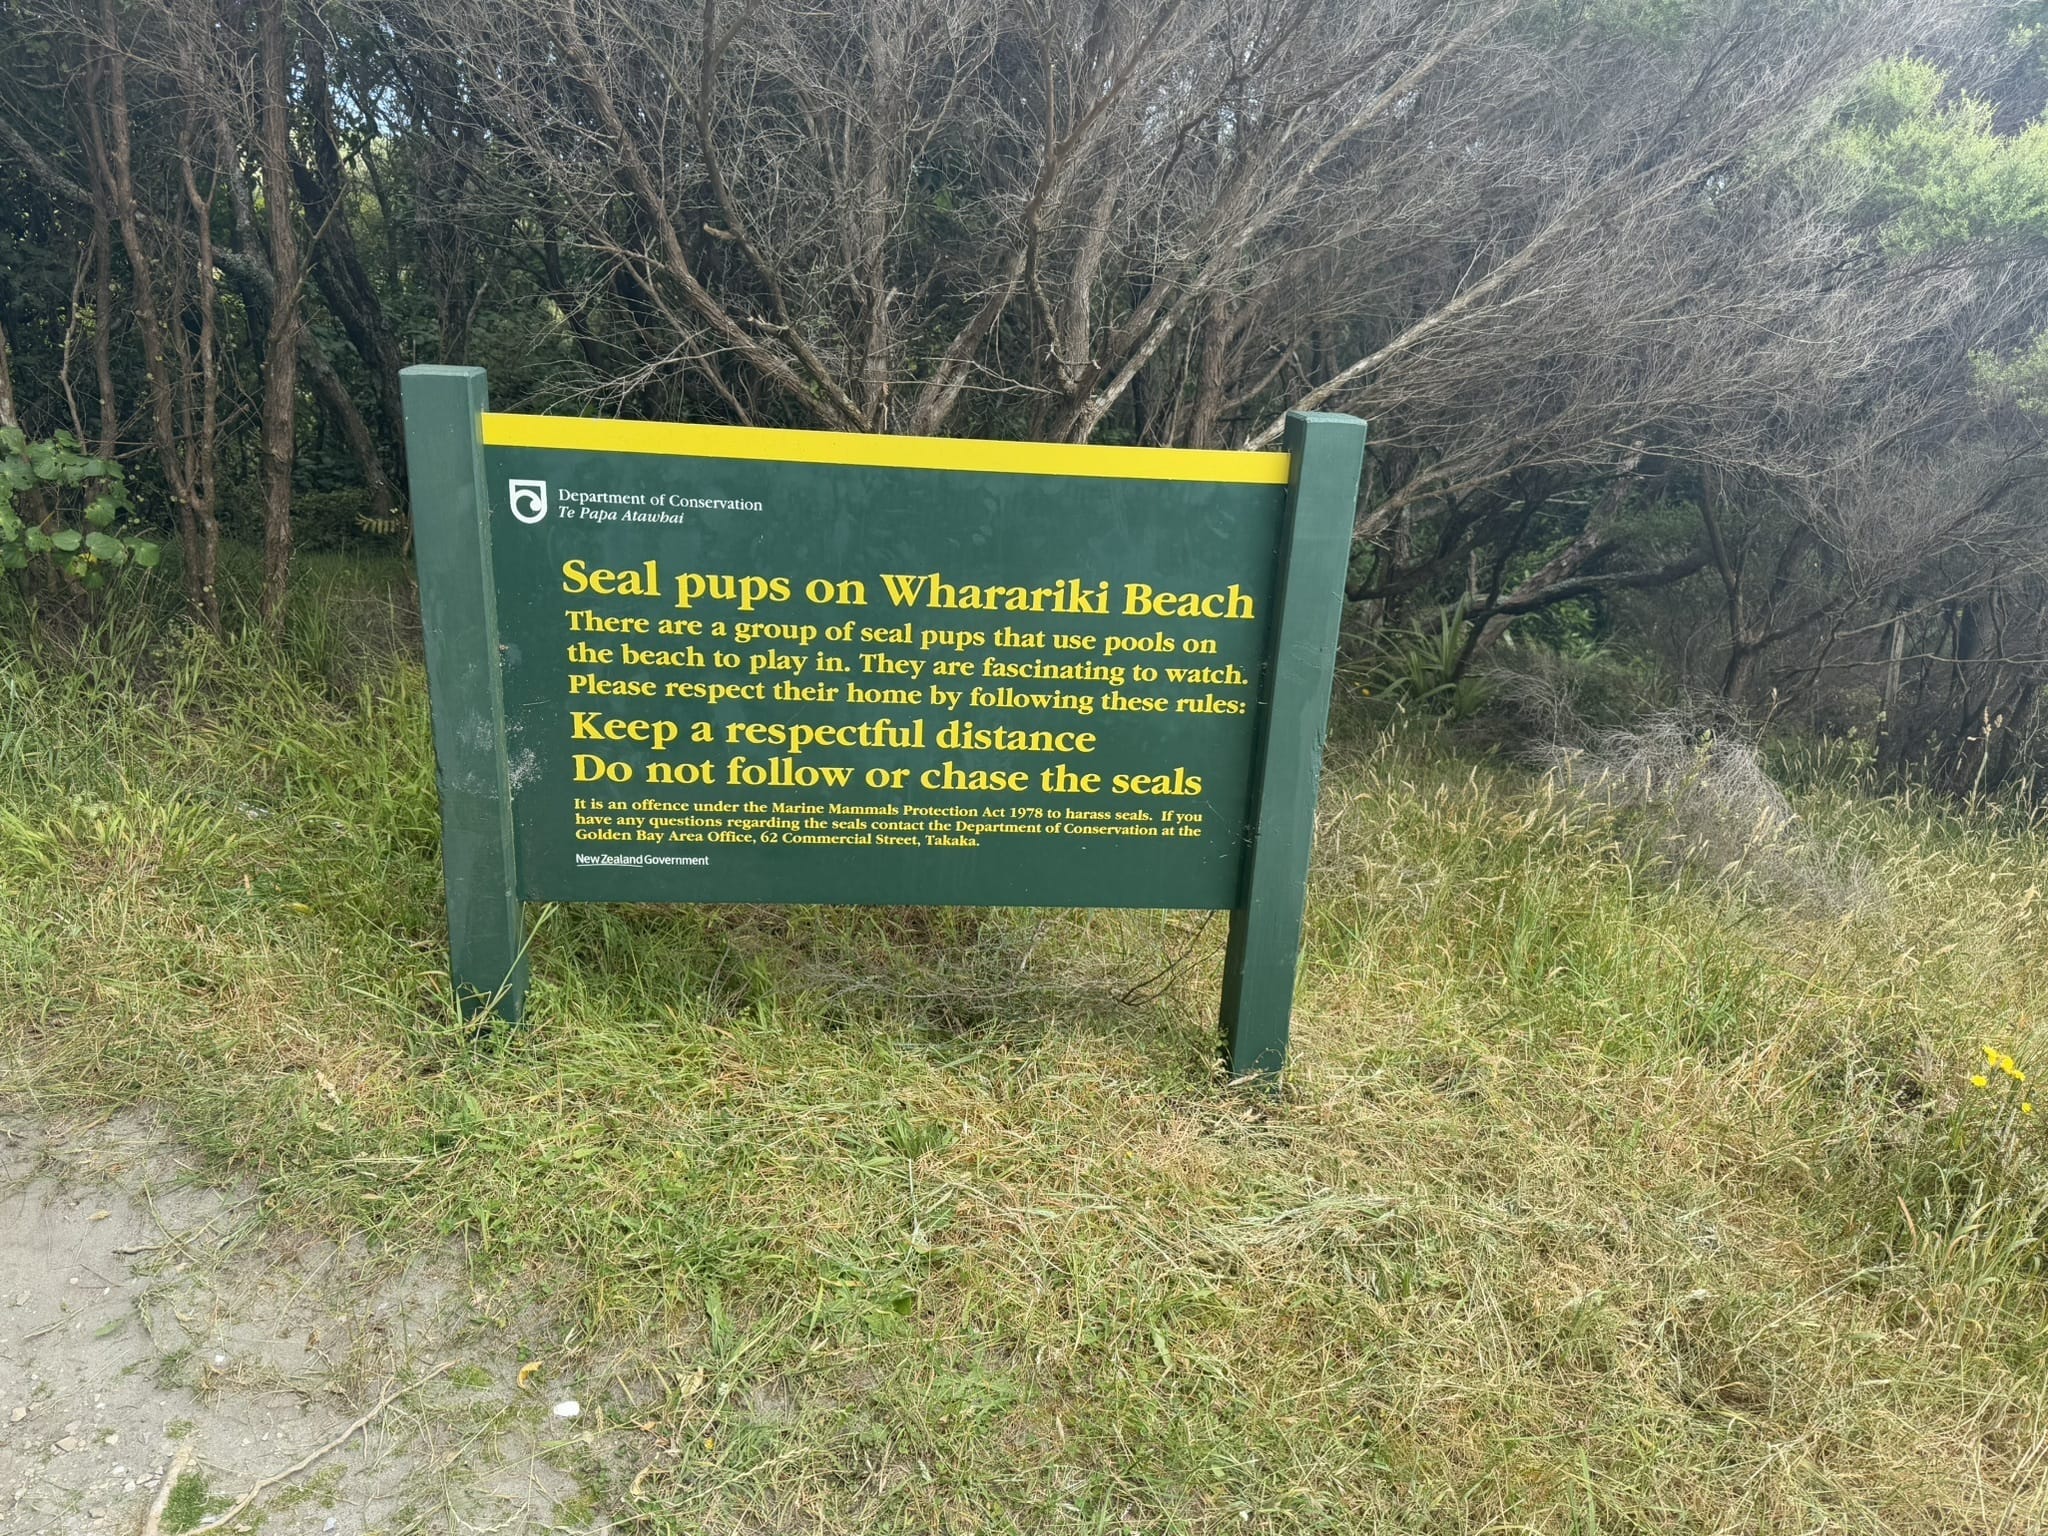 Department of Conservation
Te Papa Atawhai
Seal pups on Wharariki Beach
There are a group of seal pups that use pools on
the beach to play in. They are fascinating to watch.
Please respect their home by following these rules:
Keep a respectful distance
Do not follow or chase the seals
It is an offence under the Marine Mammals Protection Act 1978 to harass seals. If you
have any questions regarding the seals contact the Department of Conservation at the
Golden Bay Area Office, 62 Commercial Street, Takaka.
New Zealand Government